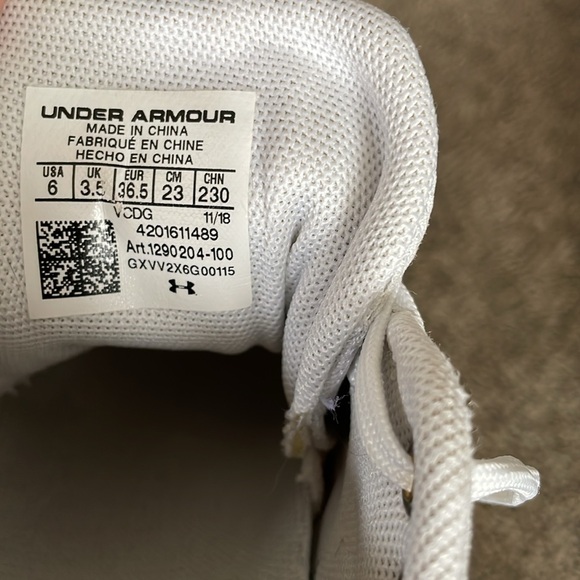 UNDER ARMOUR
MADE IN CHINA
FABRIQUÉ EN CHINE
HECHO EN CHINA
USA UK EUR CM CHN
6 3.5 36.5 23 230
VCDG 11/18
4201611489
Art.1290204-100
GXVV2X6G00115